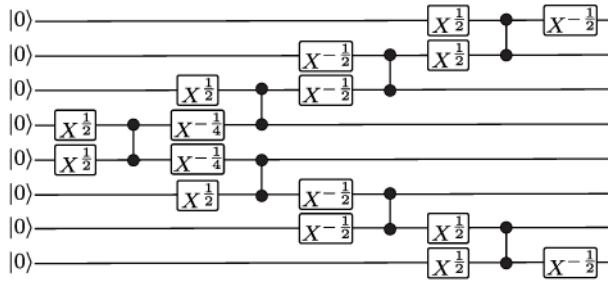 |0⟩ X^{1/2} X^{-1/2}
|0⟩ X^{-1/2} X^{1/2}
|0⟩ X^{1/2} X^{-1/2}
|0⟩ X^{1/2} X^{-1/4}
|0⟩ X^{1/2} X^{-1/4}
|0⟩ X^{1/2} X^{-1/2}
|0⟩ X^{-1/2} X^{1/2}
|0⟩ X^{1/2} X^{-1/2}